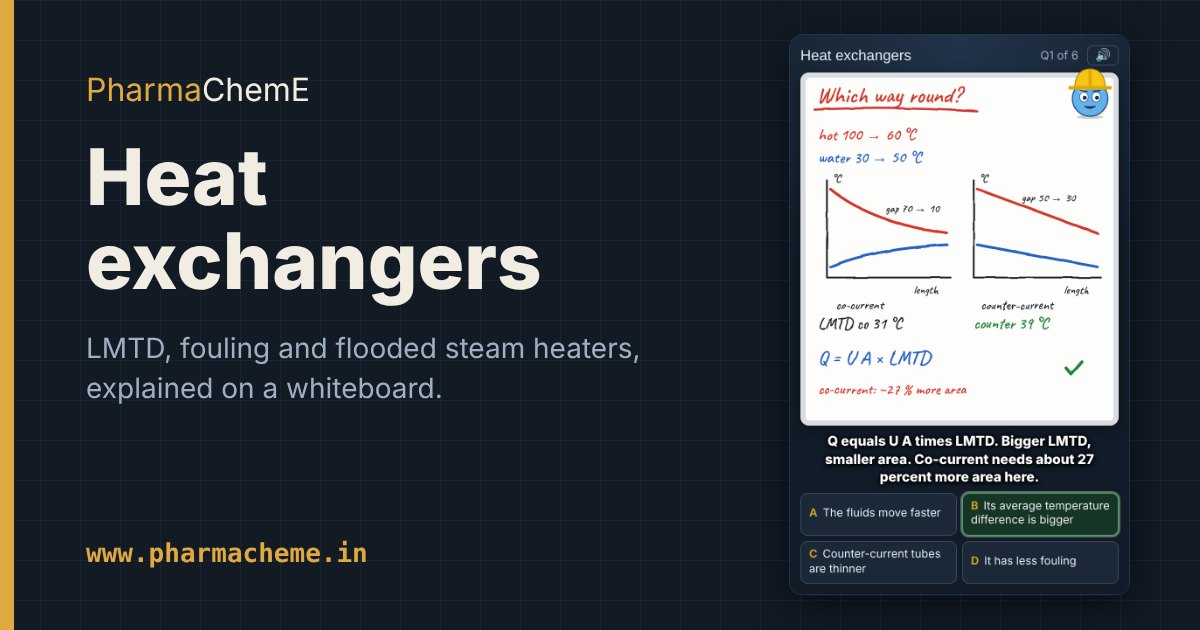 PharmaChemE
Heat
exchangers
LMTD, fouling and flooded steam heaters,
explained on a whiteboard.
www.pharmacheme.in
Heat exchangers
Q1 of 6
Which way round?
hot 100 → 60 °C
water 30 → 50 °C
°C
gap 70 → 10
length
co-current
°C
gap 50 → 30
length
counter-current
LMTD co 31 °C
counter 39 °C
Q = U A × LMTD
co-current: ~27 % more area
Q equals U A times LMTD. Bigger LMTD,
smaller area. Co-current needs about 27
percent more area here.
A The fluids move faster
B Its average temperature
difference is bigger
C Counter-current tubes
are thinner
D It has less fouling